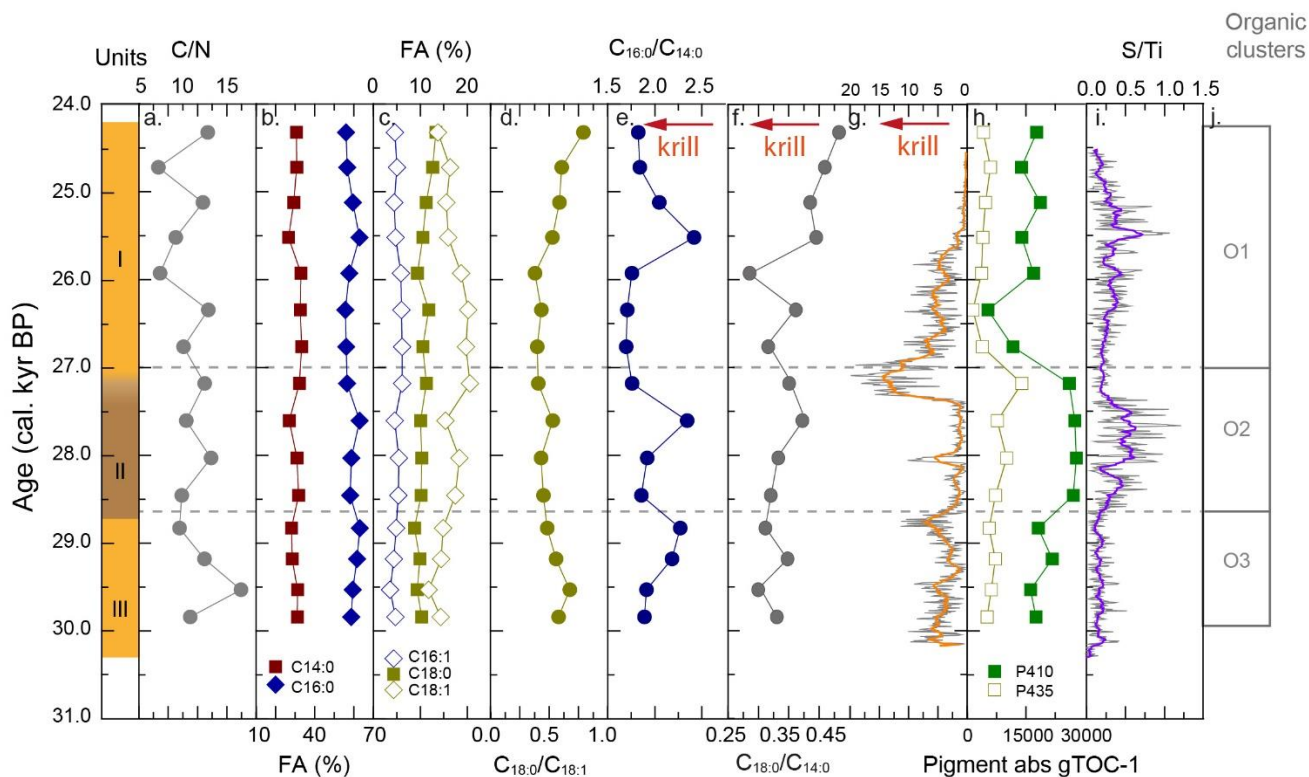 Organic
clusters
Units
C/N
FA (%)
C16:0/C14:0
S/Ti
5 10 15
0 10 20
1.5 2 2.5
20 15 10 5 0
0.0 0.5 1.0 1.5
24.0
25.0
26.0
27.0
28.0
29.0
30.0
31.0
Age (cal. kyr BP)
a. b. c. d. e. f. g. h. i. j.
krill
krill
krill
I
II
III
O1
O2
O3
C14:0
C16:0
C16:1
C18:0
C18:1
P410
P435
10 40 70
0.0 0.5 1.0
0.25 0.35 0.45
0 15000 30000
FA (%)
C18:0/C18:1
C18:0/C14:0
Pigment abs gTOC-1